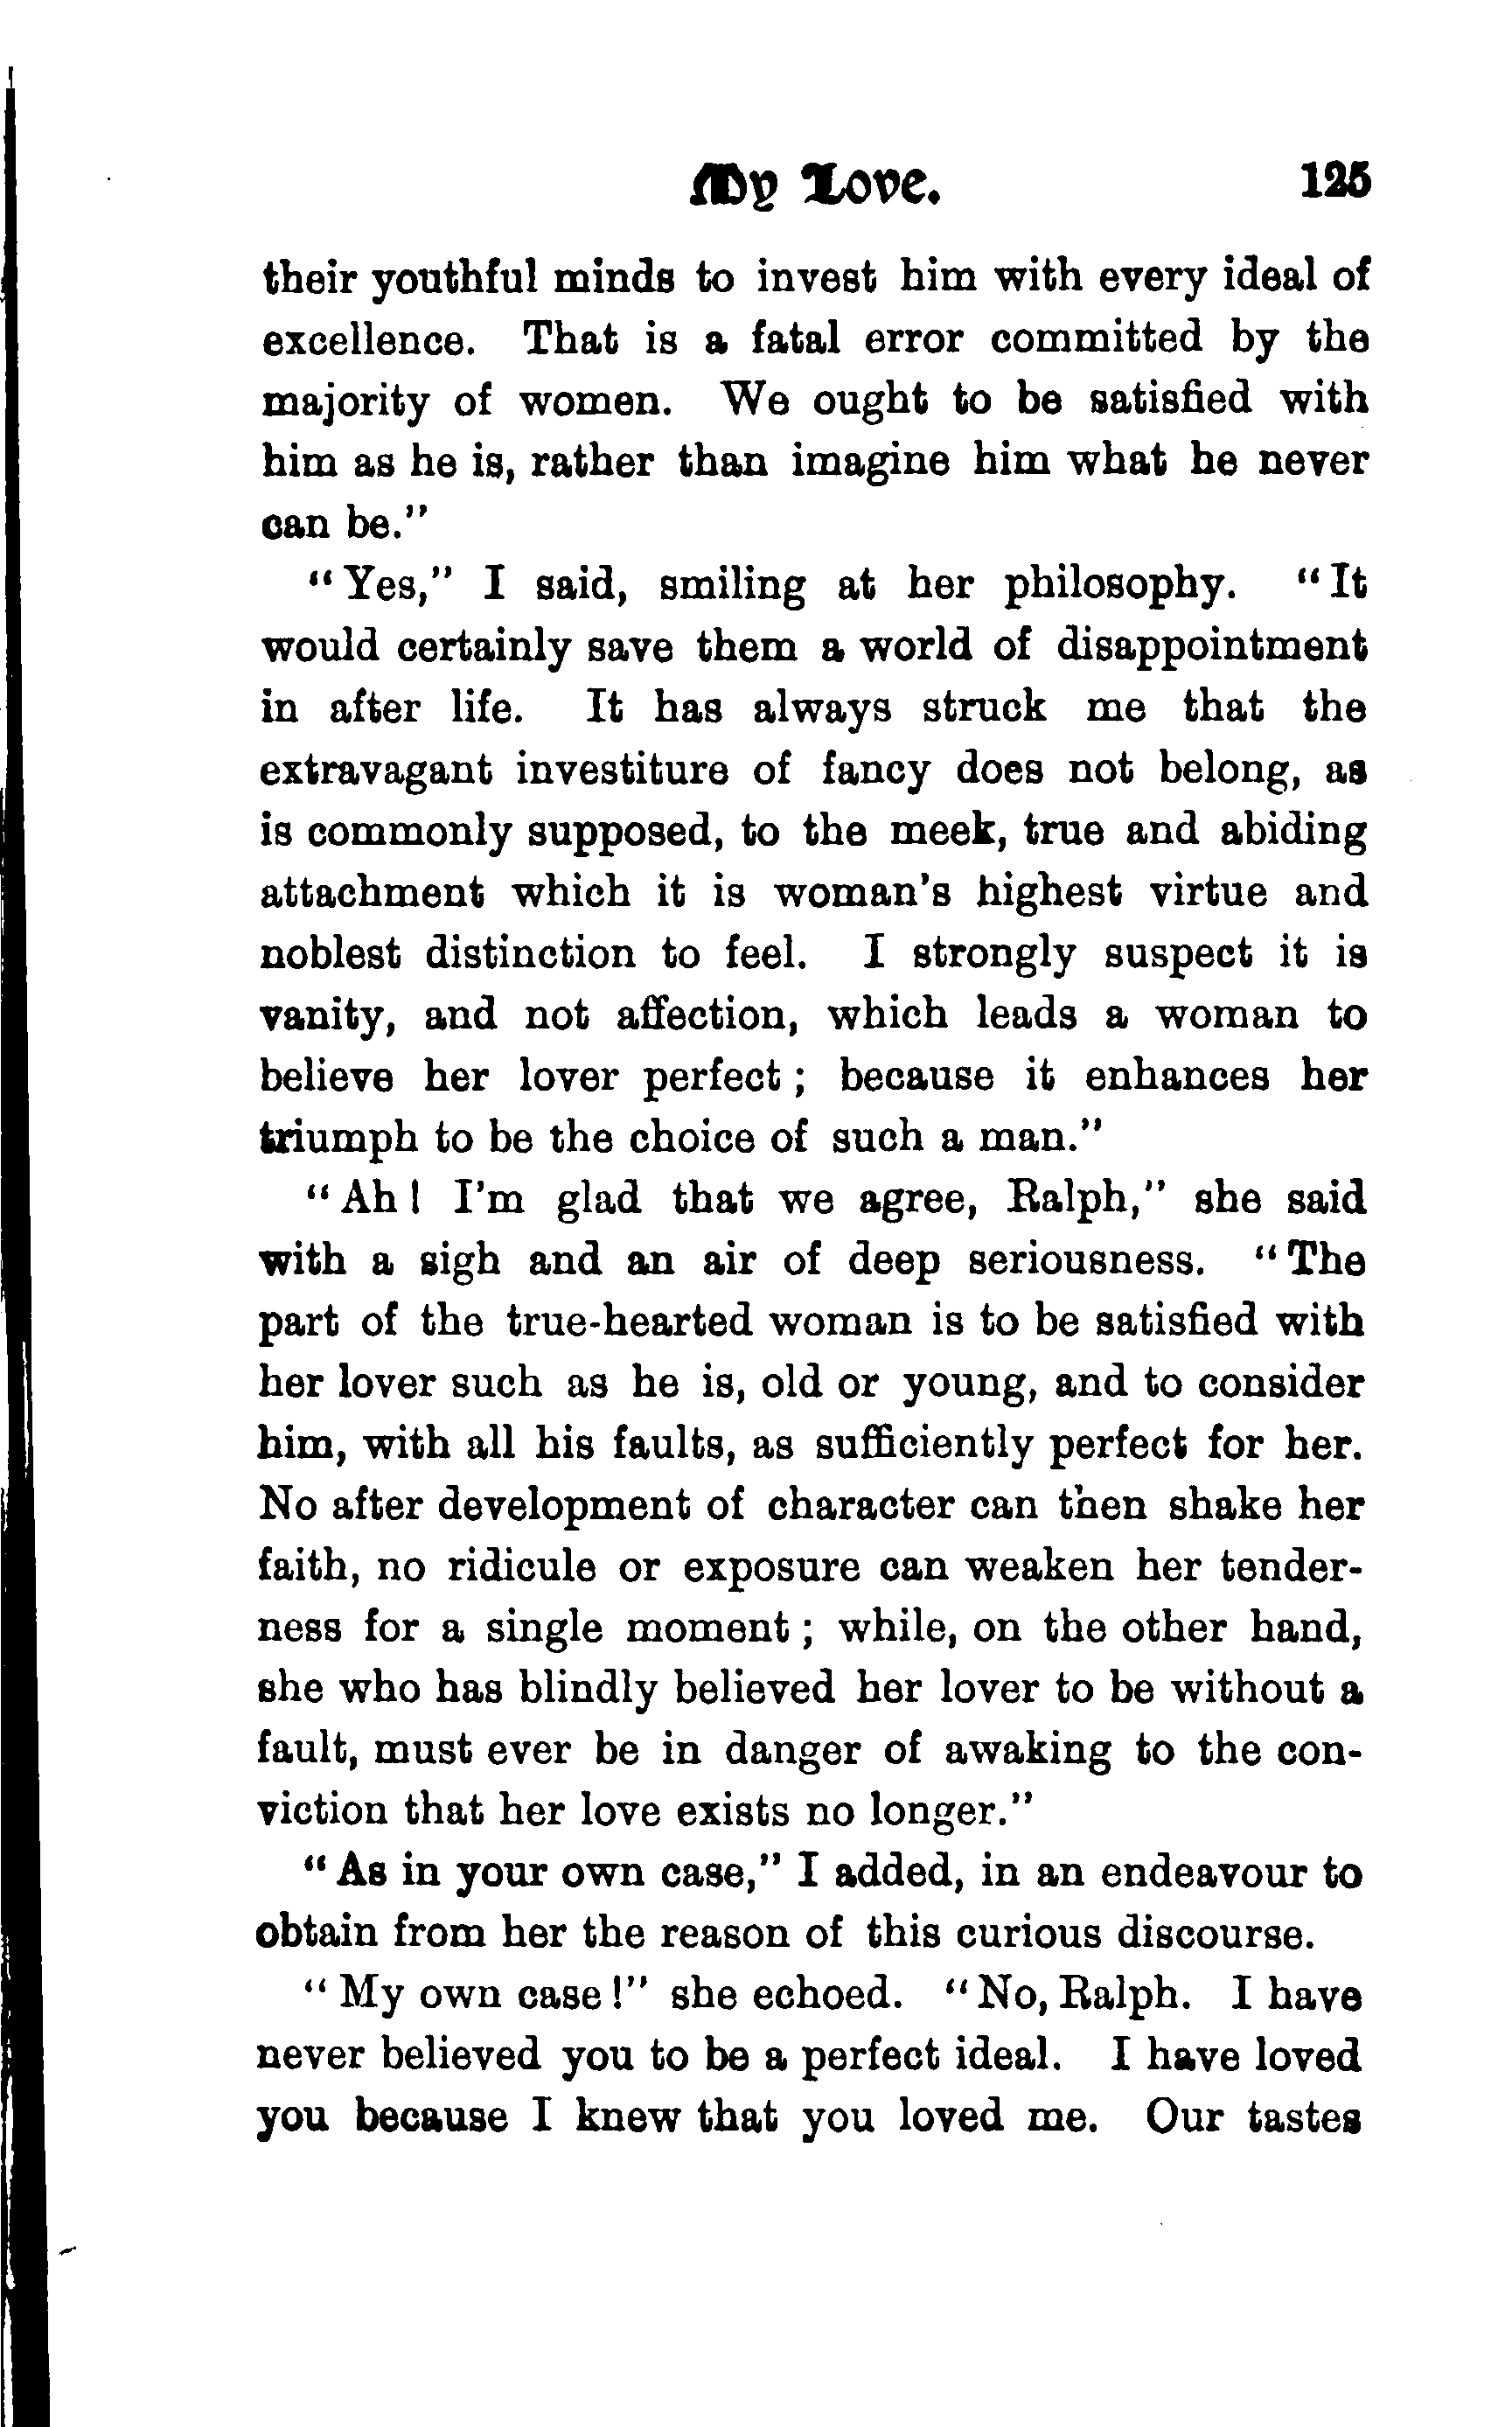 My Love. 125
their youthful minds to invest him with every ideal of
excellence. That is a fatal error committed by the
majority of women. We ought to be satisfied with
him as he is, rather than imagine him what he never
can be."
"Yes," I said, smiling at her philosophy. "It
would certainly save them a world of disappointment
in after life. It has always struck me that the
extravagant investiture of fancy does not belong, as
is commonly supposed, to the meek, true and abiding
attachment which it is woman's highest virtue and
noblest distinction to feel. I strongly suspect it is
vanity, and not affection, which leads a woman to
believe her lover perfect; because it enhances her
triumph to be the choice of such a man."
"Ah! I'm glad that we agree, Ralph," she said
with a sigh and an air of deep seriousness. "The
part of the true-hearted woman is to be satisfied with
her lover such as he is, old or young, and to consider
him, with all his faults, as sufficiently perfect for her.
No after development of character can then shake her
faith, no ridicule or exposure can weaken her tender-
ness for a single moment; while, on the other hand,
she who has blindly believed her lover to be without a
fault, must ever be in danger of awaking to the con-
viction that her love exists no longer."
"As in your own case," I added, in an endeavour to
obtain from her the reason of this curious discourse.
"My own case!" she echoed. "No, Ralph. I have
never believed you to be a perfect ideal. I have loved
you because I knew that you loved me. Our tastes